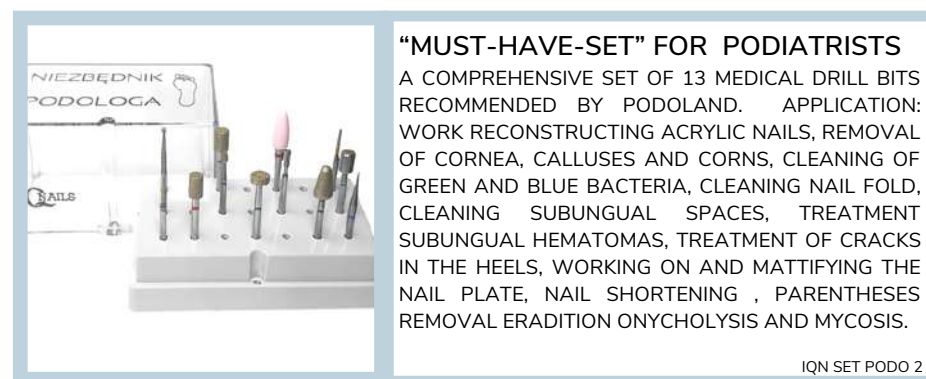 NIEZBĘDNIK
PODOLOGA
QNAILS
“MUST-HAVE-SET” FOR PODIATRISTS
A COMPREHENSIVE SET OF 13 MEDICAL DRILL BITS
RECOMMENDED BY PODOLAND. APPLICATION:
WORK RECONSTRUCTING ACRYLIC NAILS, REMOVAL
OF CORNEA, CALLUSES AND CORNS, CLEANING OF
GREEN AND BLUE BACTERIA, CLEANING NAIL FOLD,
CLEANING SUBUNGUAL SPACES, TREATMENT
SUBUNGUAL HEMATOMAS, TREATMENT OF CRACKS
IN THE HEELS, WORKING ON AND MATTIFYING THE
NAIL PLATE, NAIL SHORTENING , PARENTHESES
REMOVAL ERADITION ONYCHOLYSIS AND MYCOSIS.
IQN SET PODO 2